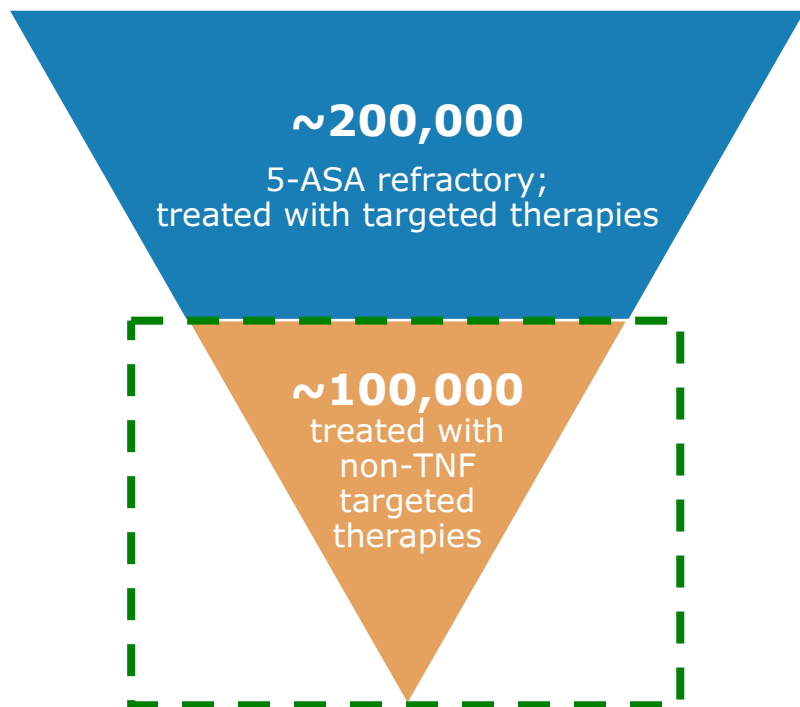 ~200,000
5-ASA refractory;
treated with targeted therapies
~100,000
treated with
non-TNF
targeted
therapies